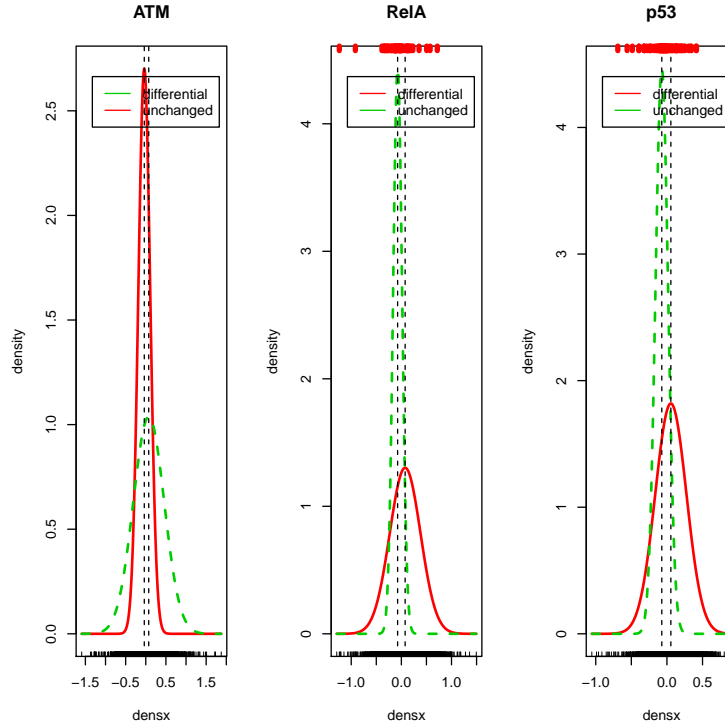 ATM
RelA
p53
differential
unchanged
differential
unchanged
differential
unchanged
density
density
density
2.5
2.0
1.5
1.0
0.5
0.0
4
3
2
1
0
4
3
2
1
0
−1.5 −0.5 0.5 1.5
−1.0 0.0 1.0
−1.0 0.0 0.5
densx
densx
densx